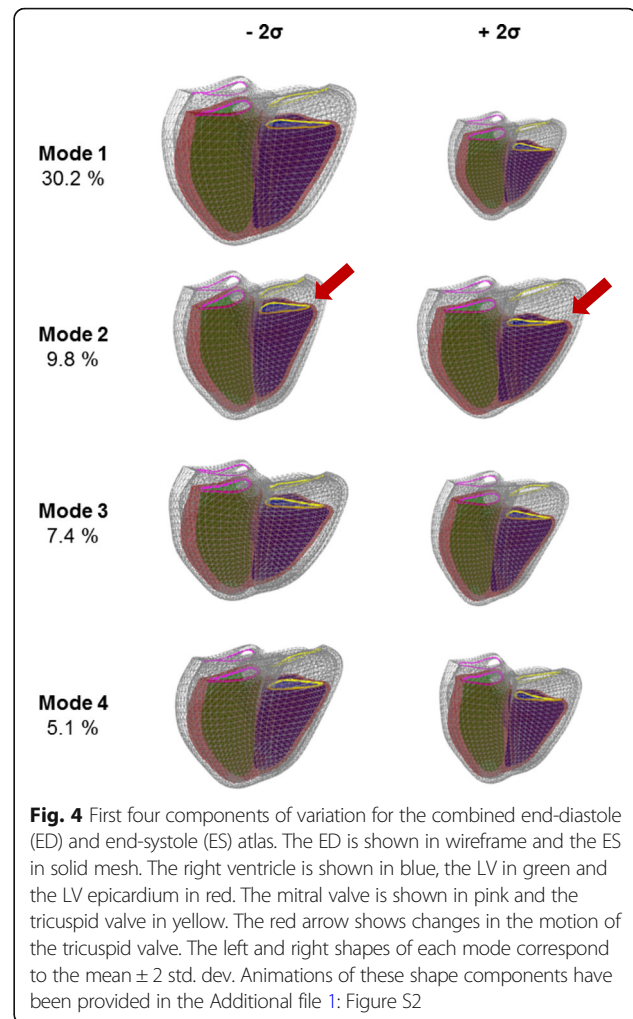 - 2σ + 2σ
Mode 1
30.2 %
Mode 2
9.8 %
Mode 3
7.4 %
Mode 4
5.1 %
Fig. 4 First four components of variation for the combined end-diastole
(ED) and end-systole (ES) atlas. The ED is shown in wireframe and the ES
in solid mesh. The right ventricle is shown in blue, the LV in green and
the LV epicardium in red. The mitral valve is shown in pink and the
tricuspid valve in yellow. The red arrow shows changes in the motion of
the tricuspid valve. The left and right shapes of each mode correspond
to the mean ± 2 std. dev. Animations of these shape components have
been provided in the Additional file 1: Figure S2